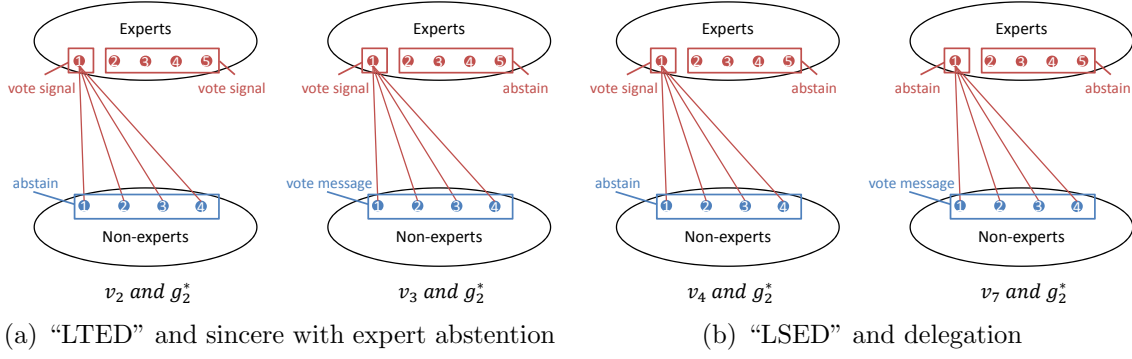 Experts Experts Experts Experts
1 2 3 4 5 1 2 3 4 5 1 2 3 4 5 1 2 3 4 5
vote signal vote signal vote signal abstain vote signal abstain abstain abstain
abstain vote message abstain vote message
1 2 3 4 1 2 3 4 1 2 3 4 1 2 3 4
Non-experts Non-experts Non-experts Non-experts
v₂ and g₂* v₃ and g₂* v₄ and g₂* v₇ and g₂*
(a) “LTED” and sincere with expert abstention (b) “LSED” and delegation